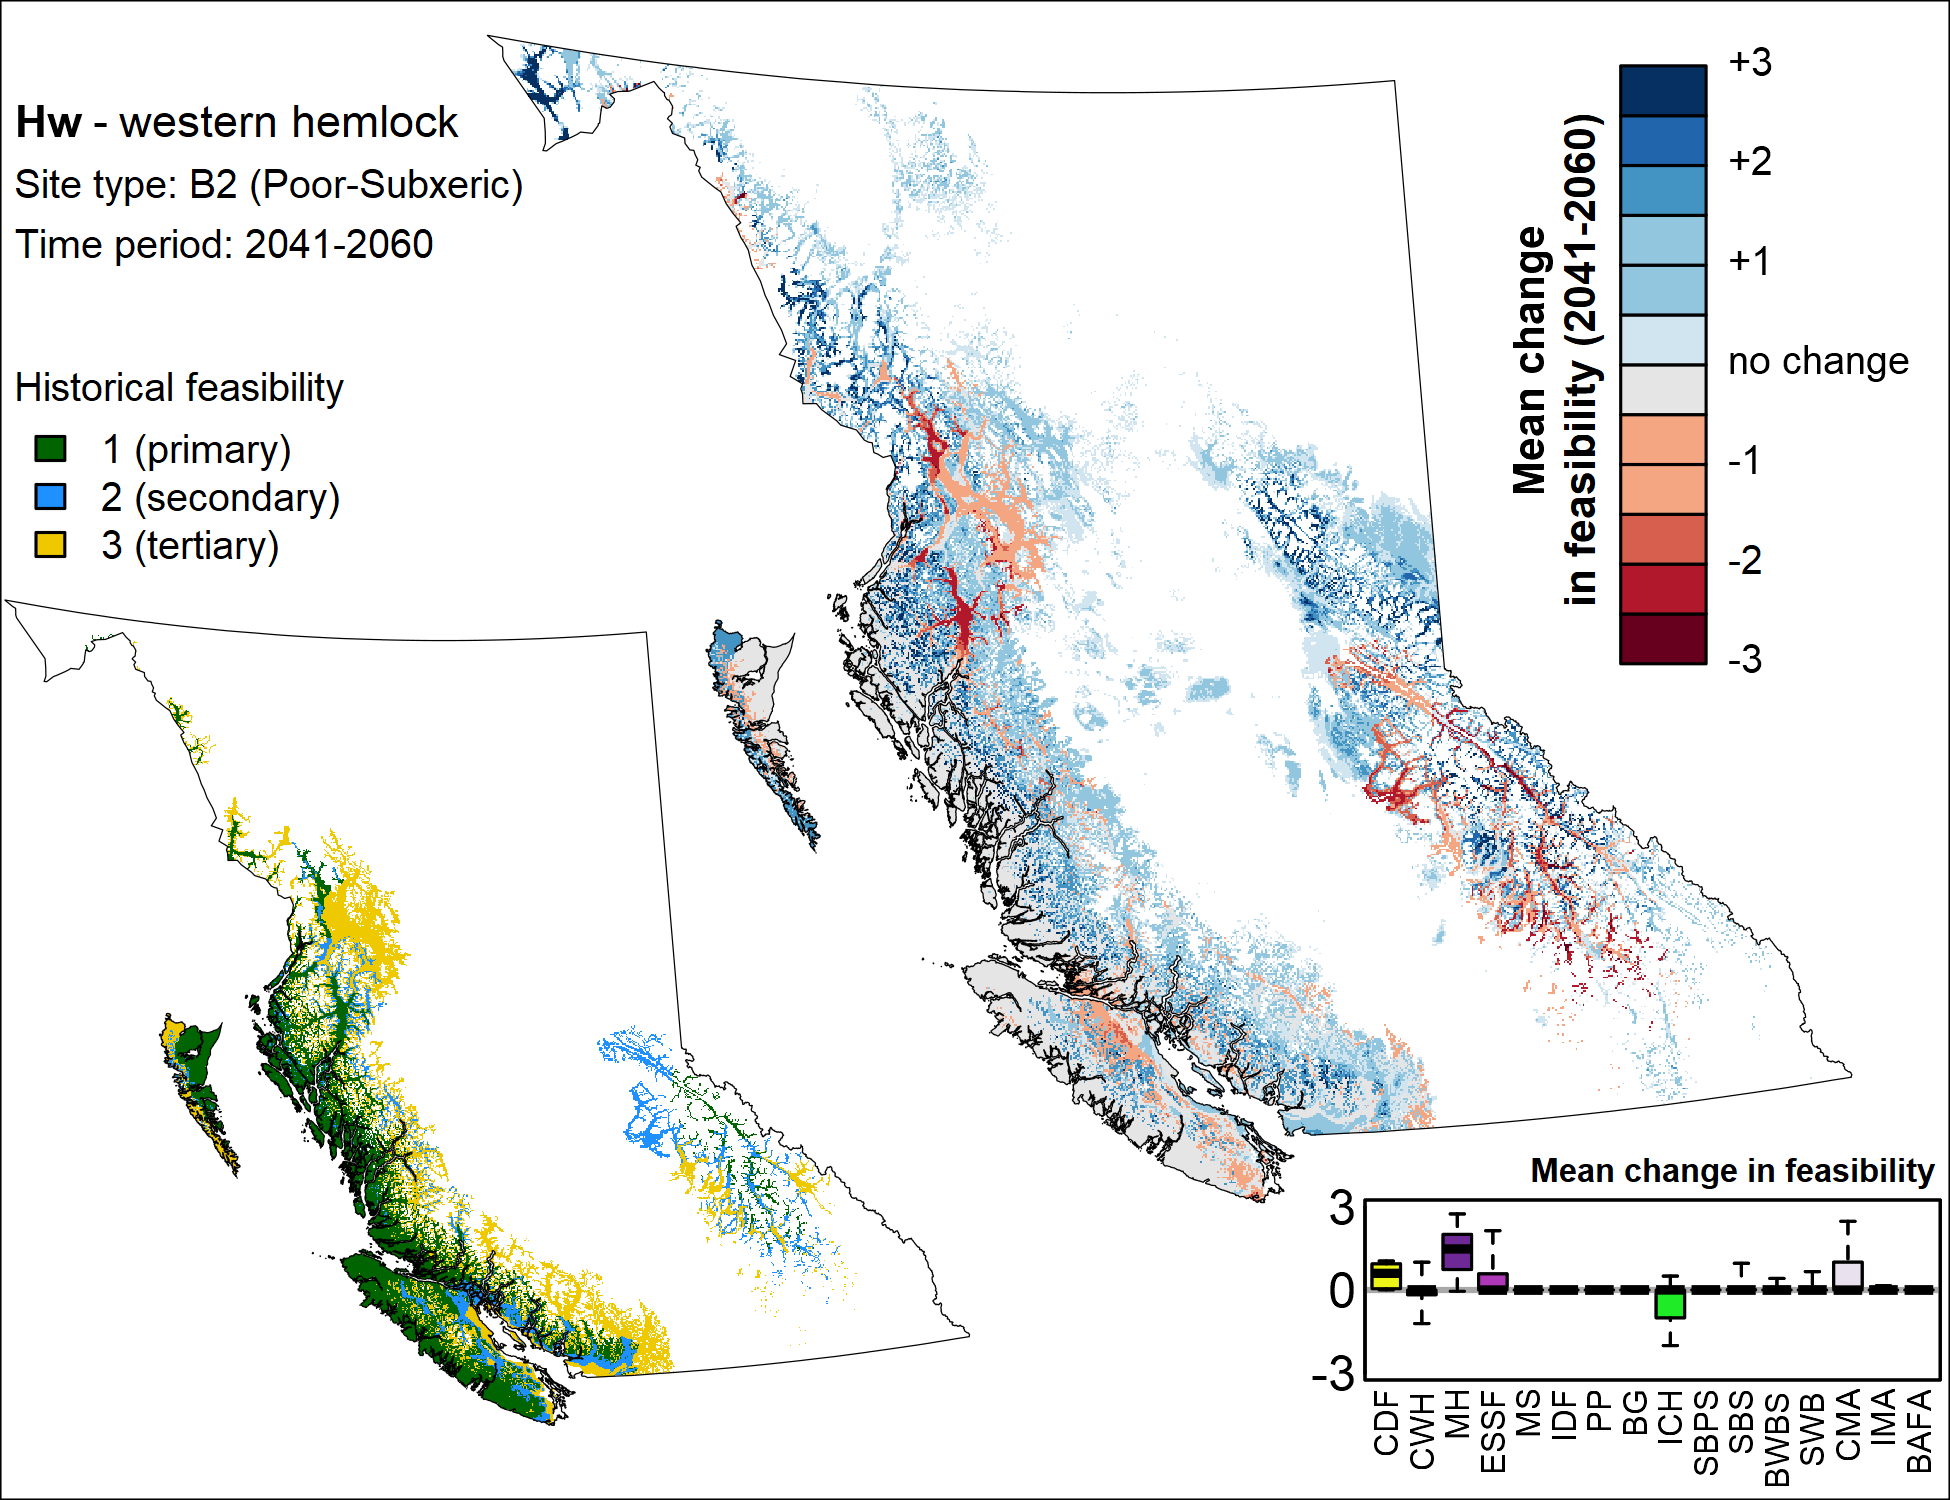 Hw - western hemlock
Site type: B2 (Poor-Subxeric)
Time period: 2041-2060
Historical feasibility
1 (primary)
2 (secondary)
3 (tertiary)
Mean change
in feasibility (2041-2060)
+3
+2
+1
no change
-1
-2
-3
Mean change in feasibility
3
0
-3
CDF
CWH
MH
ESSF
MS
IDF
PP
BG
ICH
SBPS
SBS
BWBS
SWB
CMA
IMA
BAFA